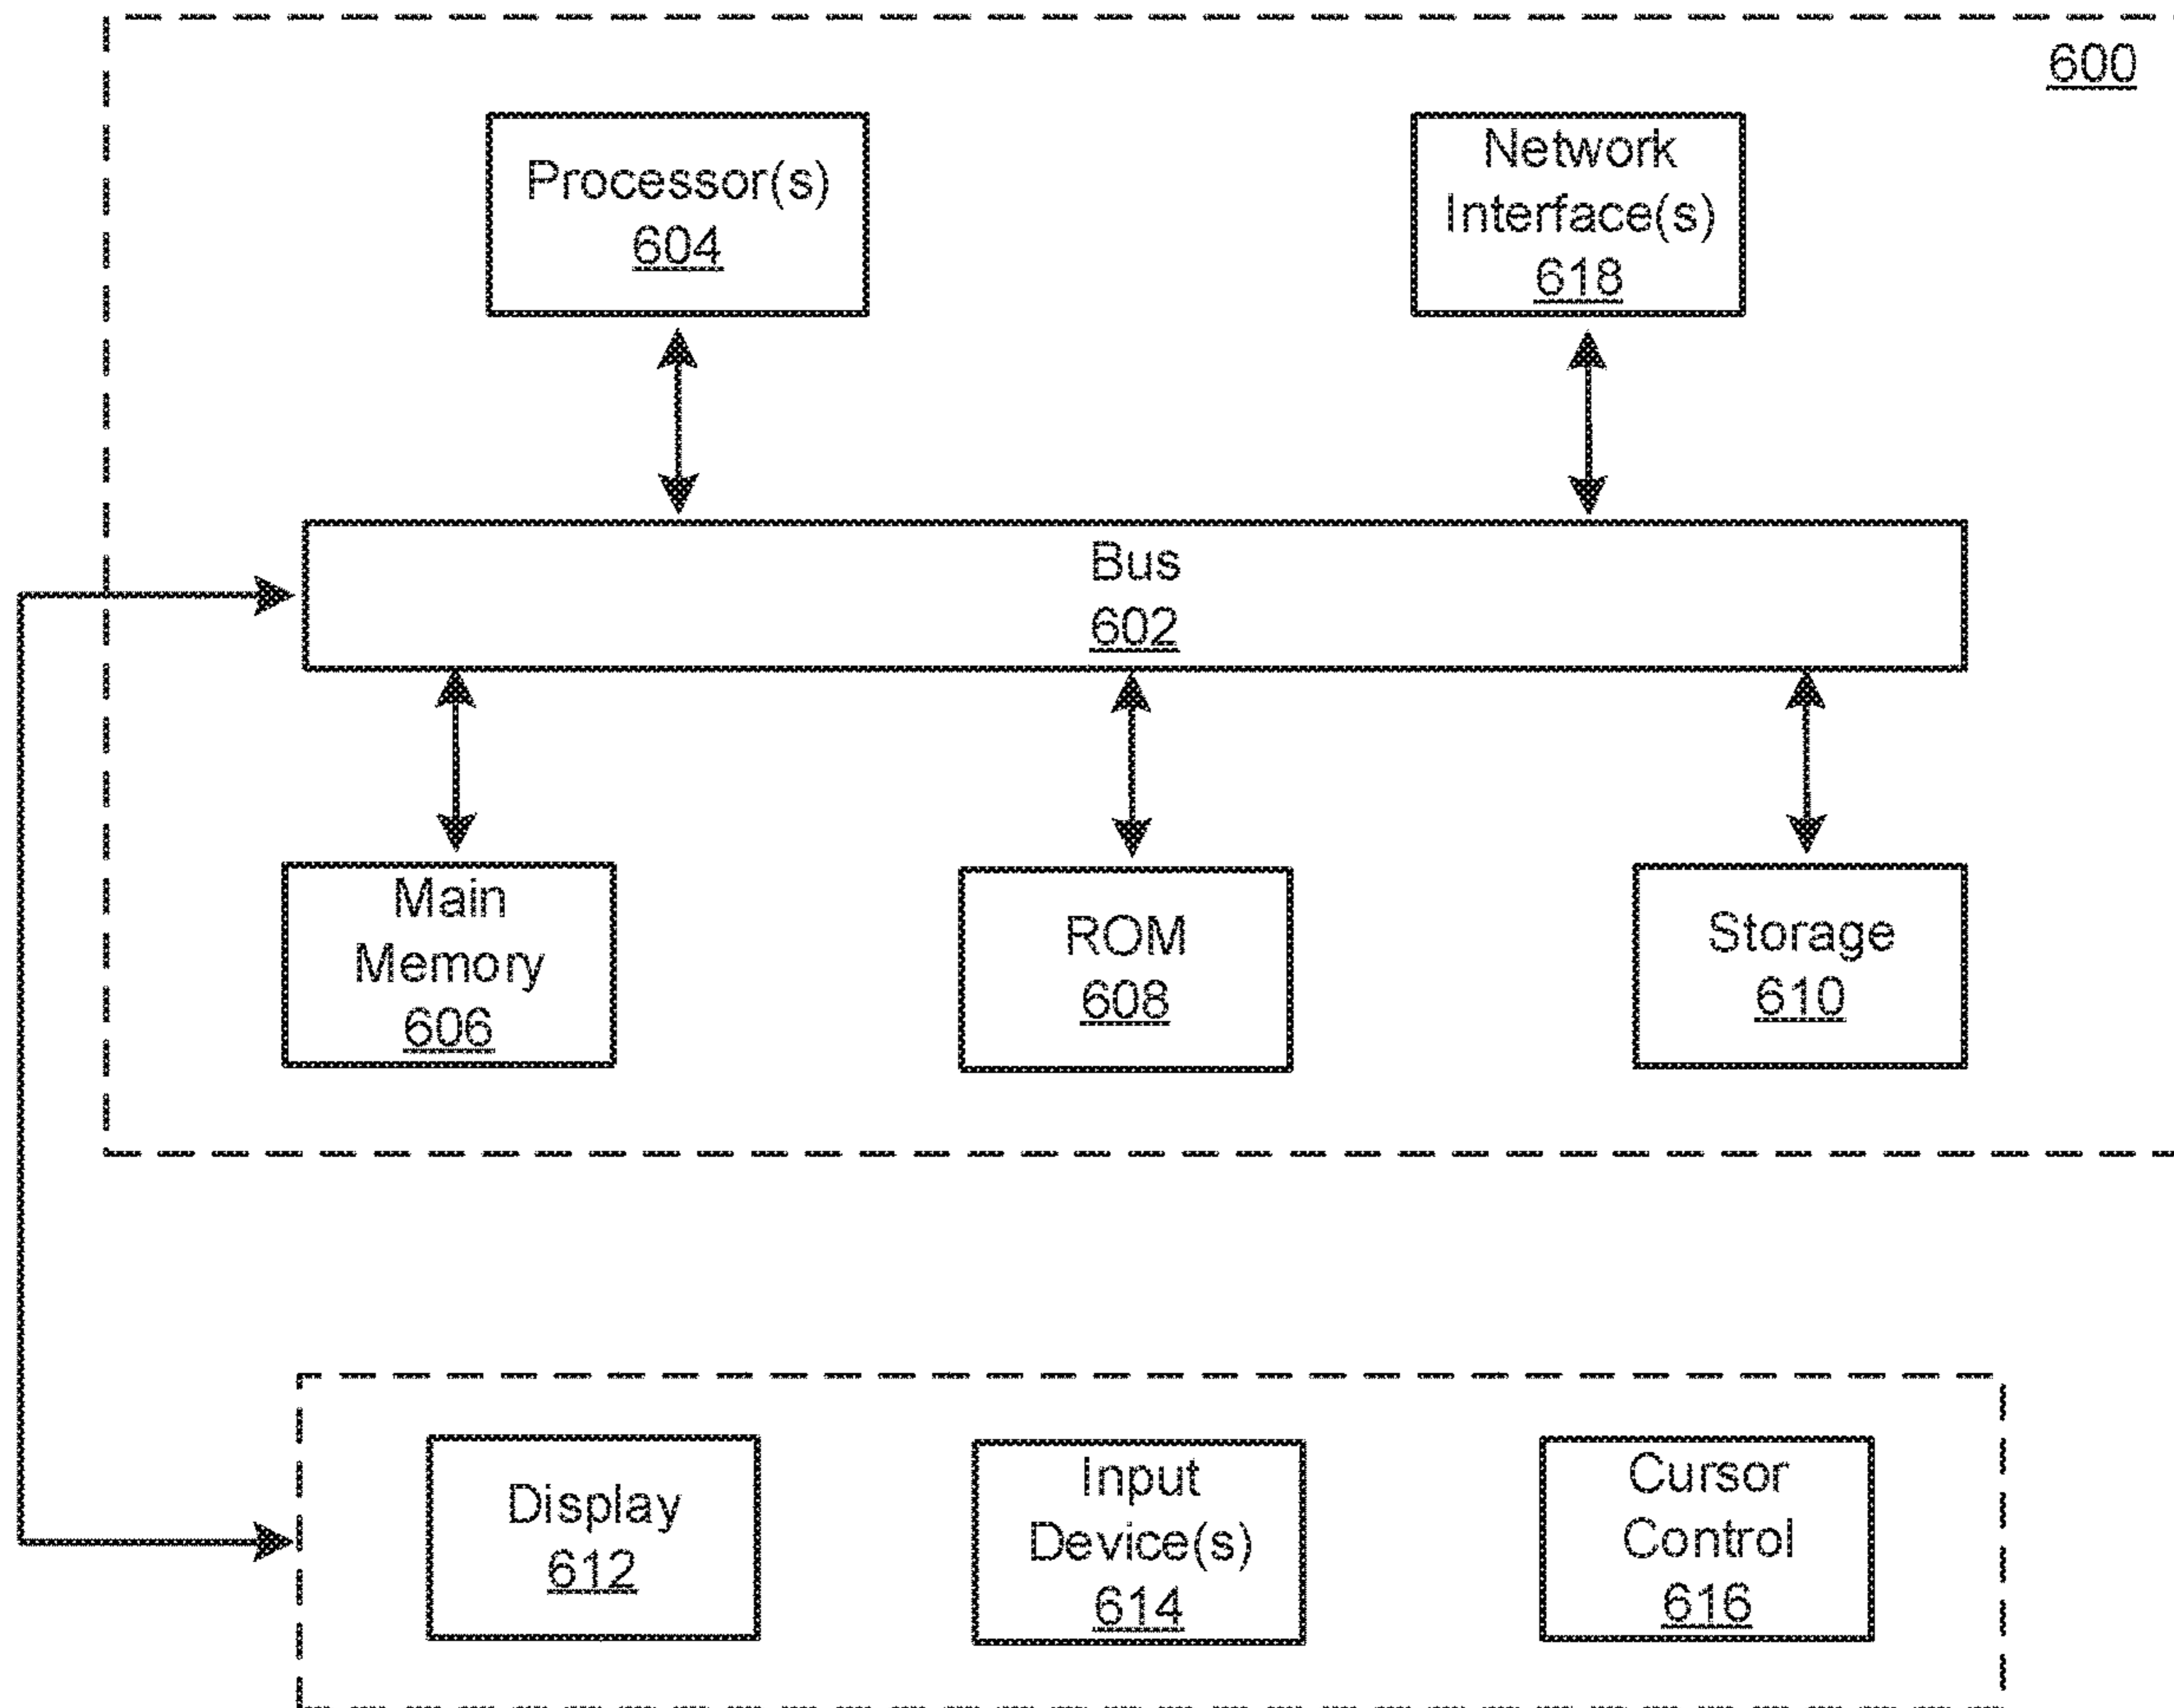 600
Processor(s)
604
Network
Interface(s)
618
Bus
602
Main
Memory
606
ROM
608
Storage
610
Display
612
Input
Device(s)
614
Cursor
Control
616